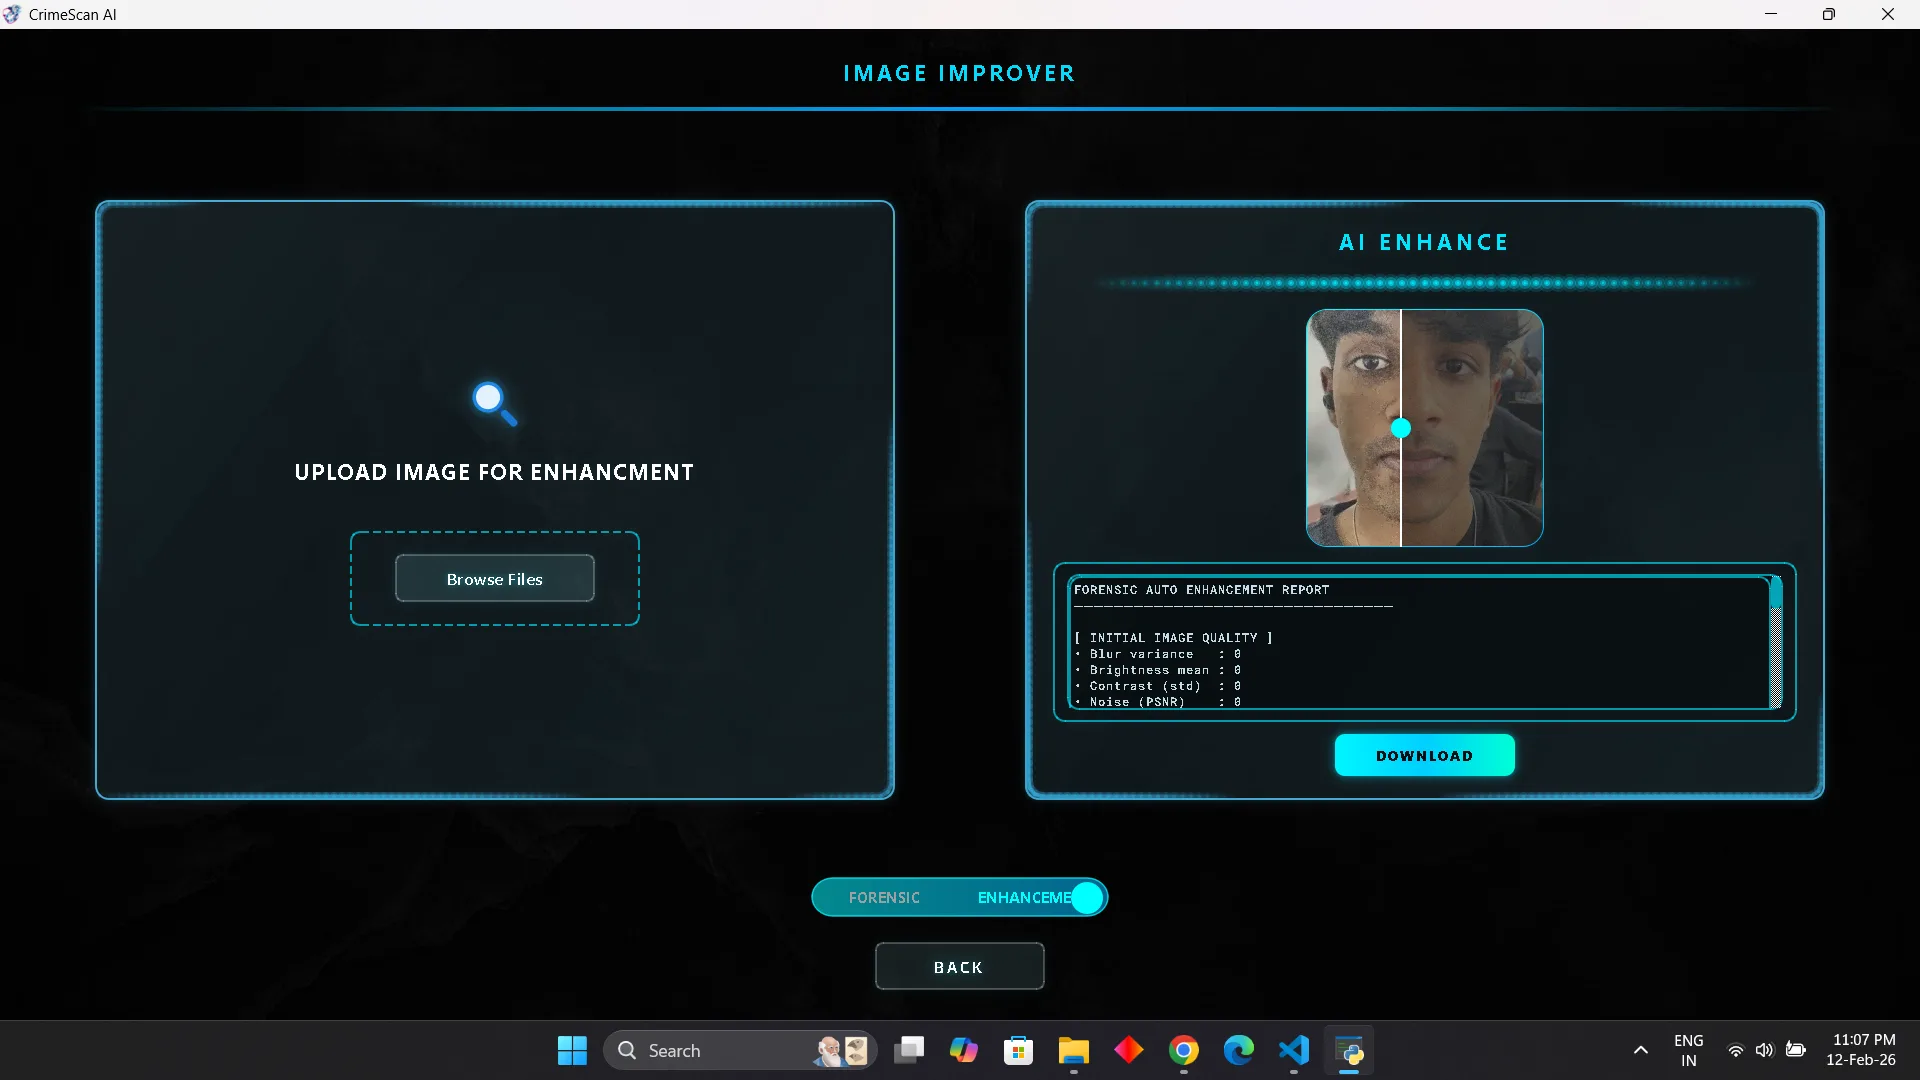 CrimeScan AI
IMAGE IMPROVER
UPLOAD IMAGE FOR ENHANCMENT
Browse Files
AI ENHANCE
FORENSIC AUTO ENHANCEMENT REPORT
[ INITIAL IMAGE QUALITY ]
• Blur variance : 0
• Brightness mean : 0
• Contrast (std) : 0
• Noise (PSNR) : 0
DOWNLOAD
FORENSIC
ENHANCEME
BACK
Search
ENG
IN
11:07 PM
12-Feb-26